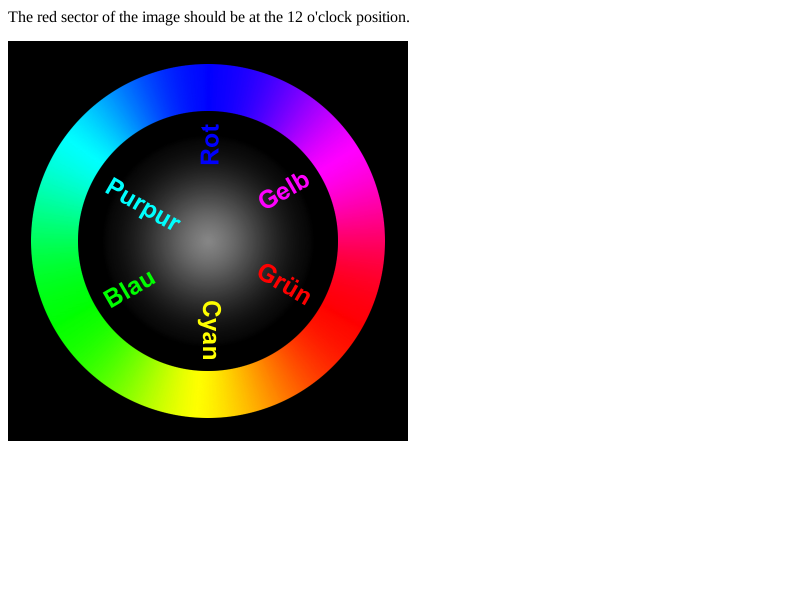 The red sector of the image should be at the 12 o'clock position.
Rot
Gelb
Purpur
Grün
Blau
Cyan